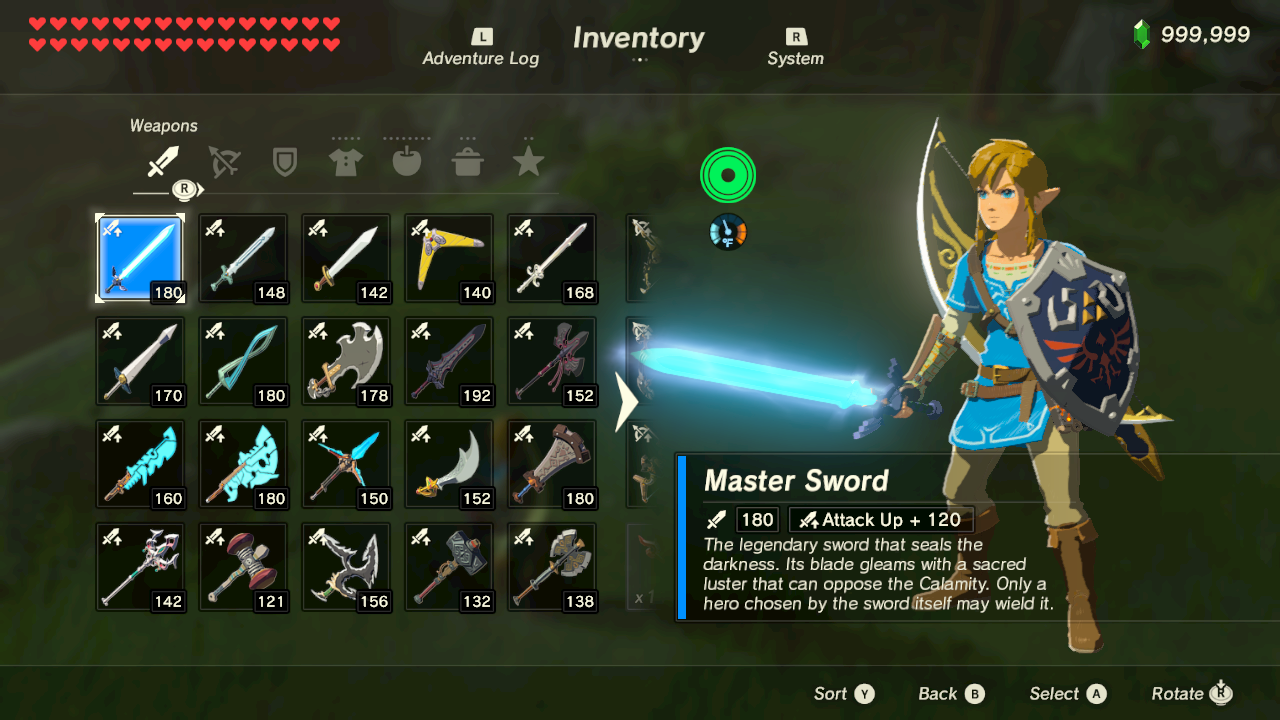 L
Inventory
R
999,999
Adventure Log
System
Weapons
R
°F
180
148
142
140
168
170
180
178
192
152
160
180
150
152
180
142
121
156
132
138
x 1
Master Sword
180 Attack Up + 120
The legendary sword that seals the
darkness. Its blade gleams with a sacred
luster that can oppose the Calamity. Only a
hero chosen by the sword itself may wield it.
Sort Y Back B Select A Rotate R